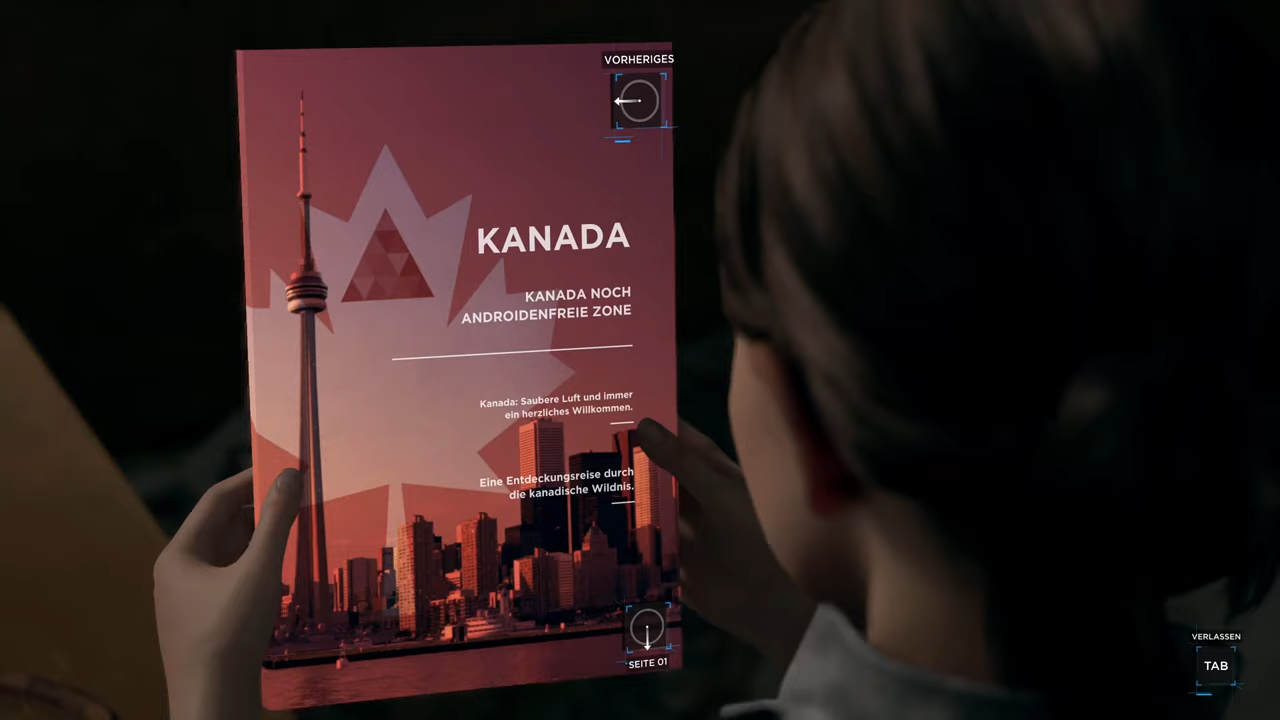 VORHERIGES
KANADA
KANADA NOCH
ANDROIDENFREIE ZONE
Kanada: Saubere Luft und immer
ein herzliches Willkommen.
Eine Entdeckungsreise durch
die kanadische Wildnis.
SEITE 01
VERLASSEN
TAB